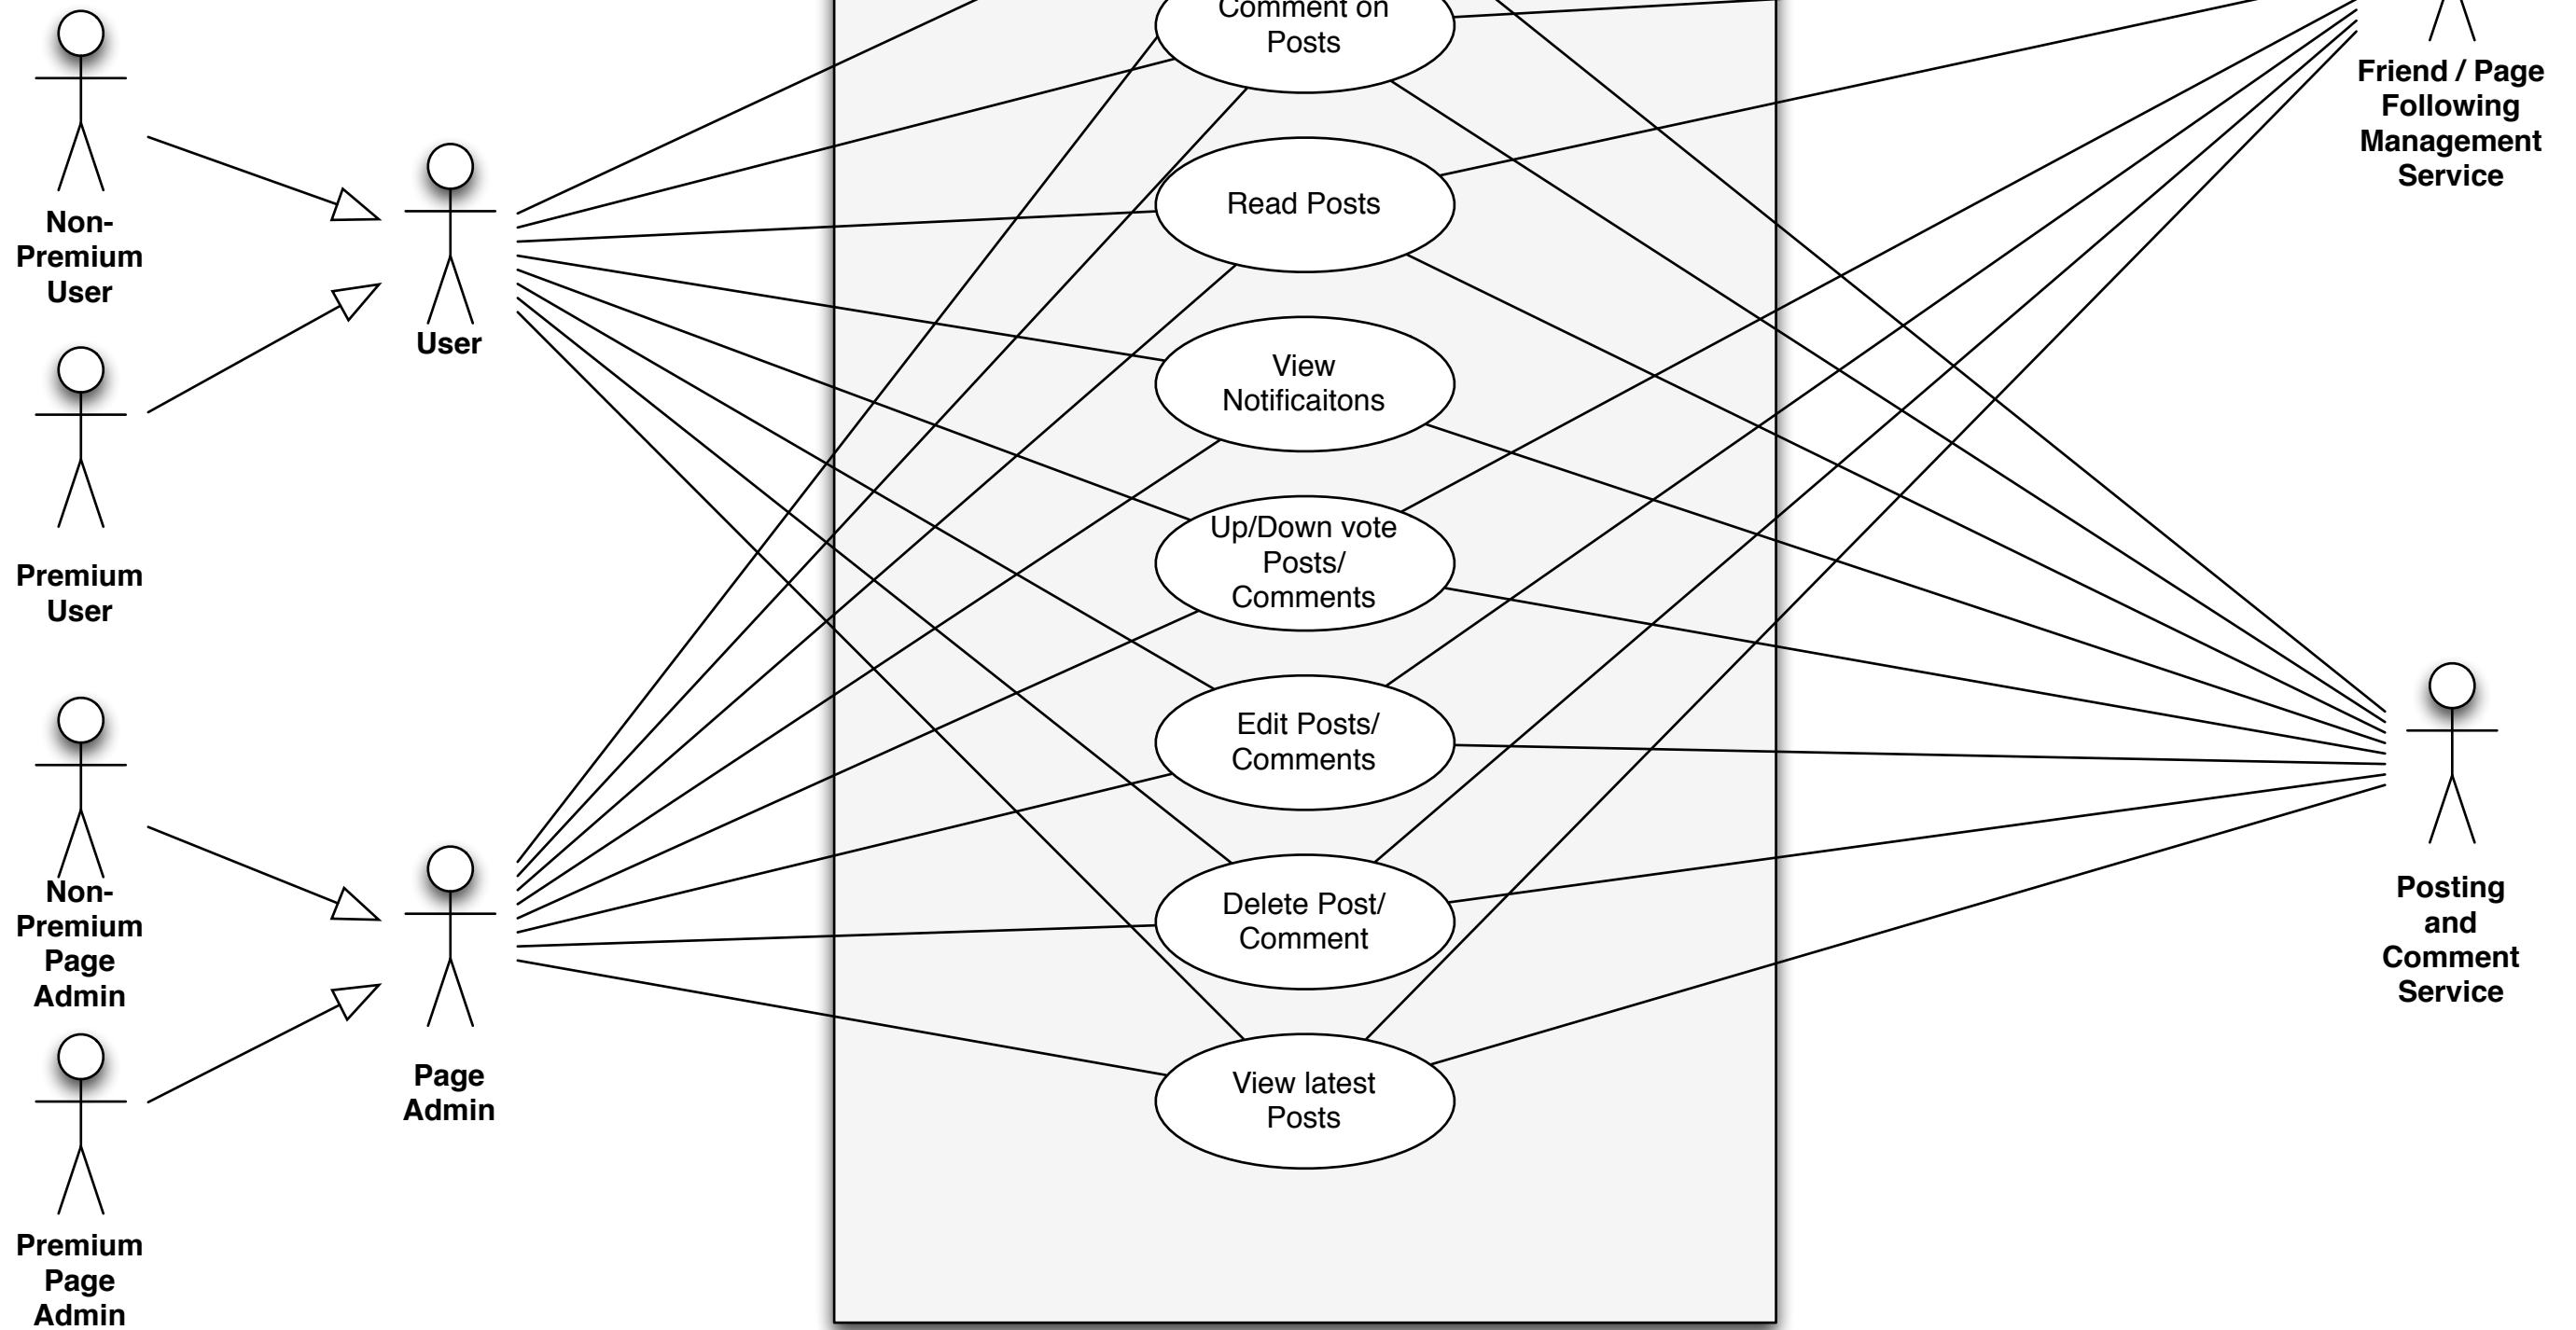 Non-
Premium
User
Premium
User
Non-
Premium
Page
Admin
Premium
Page
Admin
User
Page
Admin
Comment on
Posts
Read Posts
View
Notificaitons
Up/Down vote
Posts/
Comments
Edit Posts/
Comments
Delete Post/
Comment
View latest
Posts
Friend / Page
Following
Management
Service
Posting
and
Comment
Service